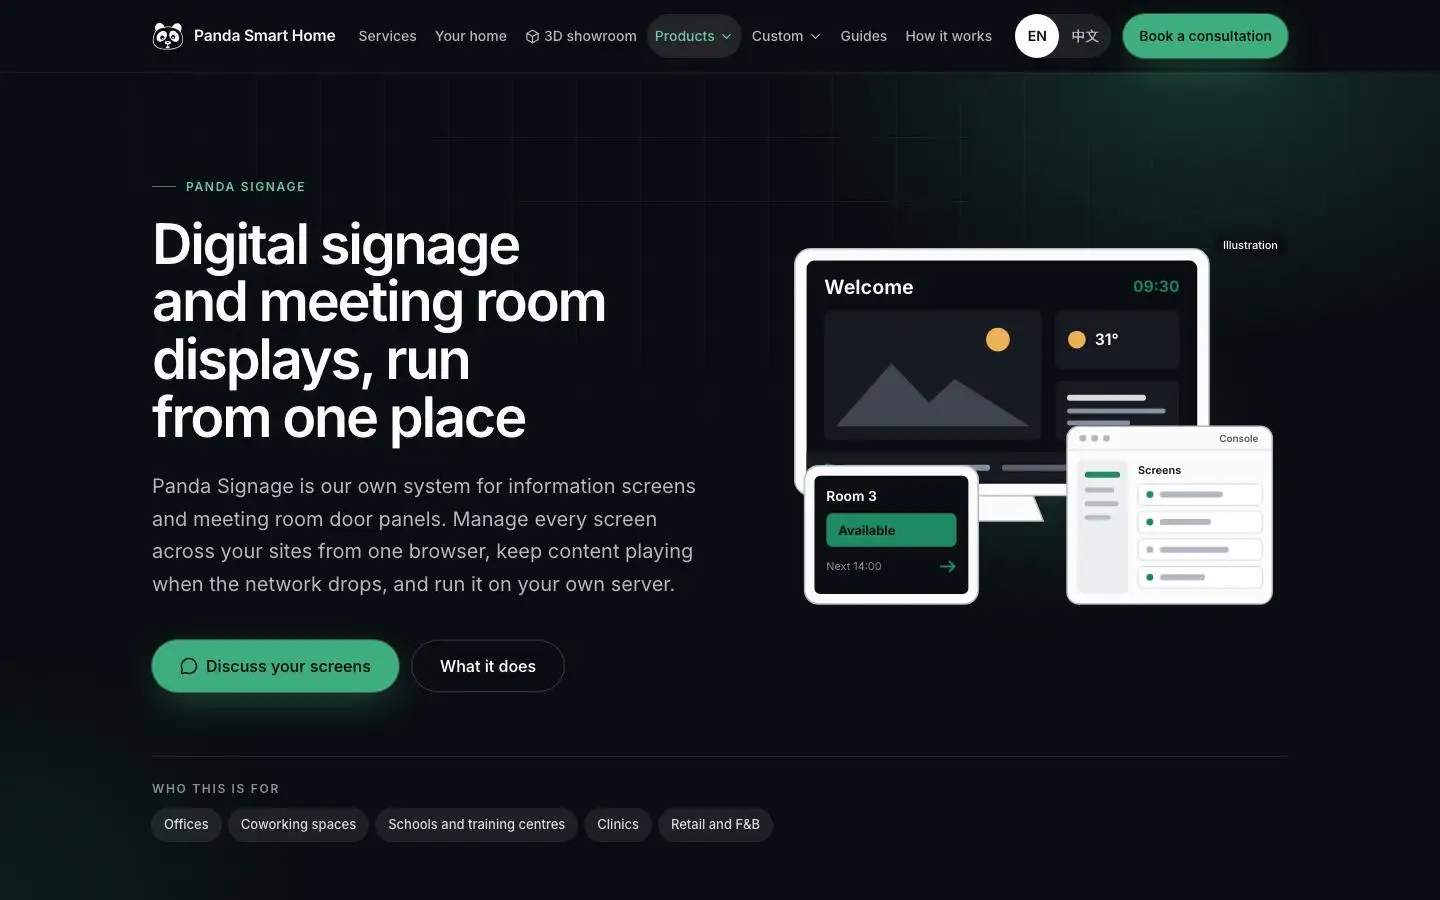 Panda Smart Home
Services
Your home
3D showroom
Products
Custom
Guides
How it works
EN
中文
Book a consultation
PANDA SIGNAGE
Digital signage
and meeting room
displays, run
from one place
Panda Signage is our own system for information screens
and meeting room door panels. Manage every screen
across your sites from one browser, keep content playing
when the network drops, and run it on your own server.
Discuss your screens
What it does
Illustration
Welcome
09:30
31°
Room 3
Available
Next 14:00
Console
Screens
WHO THIS IS FOR
Offices
Coworking spaces
Schools and training centres
Clinics
Retail and F&B